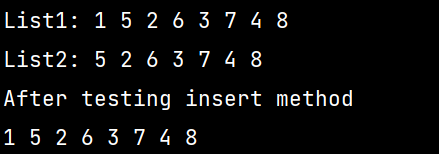 List1: 1 5 2 6 3 7 4 8
List2: 5 2 6 3 7 4 8
After testing insert method
1 5 2 6 3 7 4 8